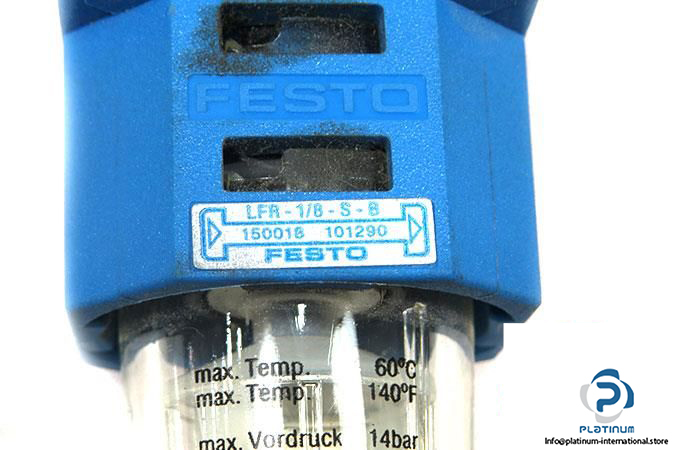 FESTO
LFR - 1/8 - S - B
150018 101290
FESTO
max. Temp. 60°C
max. Temp. 140°F
max. Vordruck 14bar
PLATINUM
Info@platinum-international.store